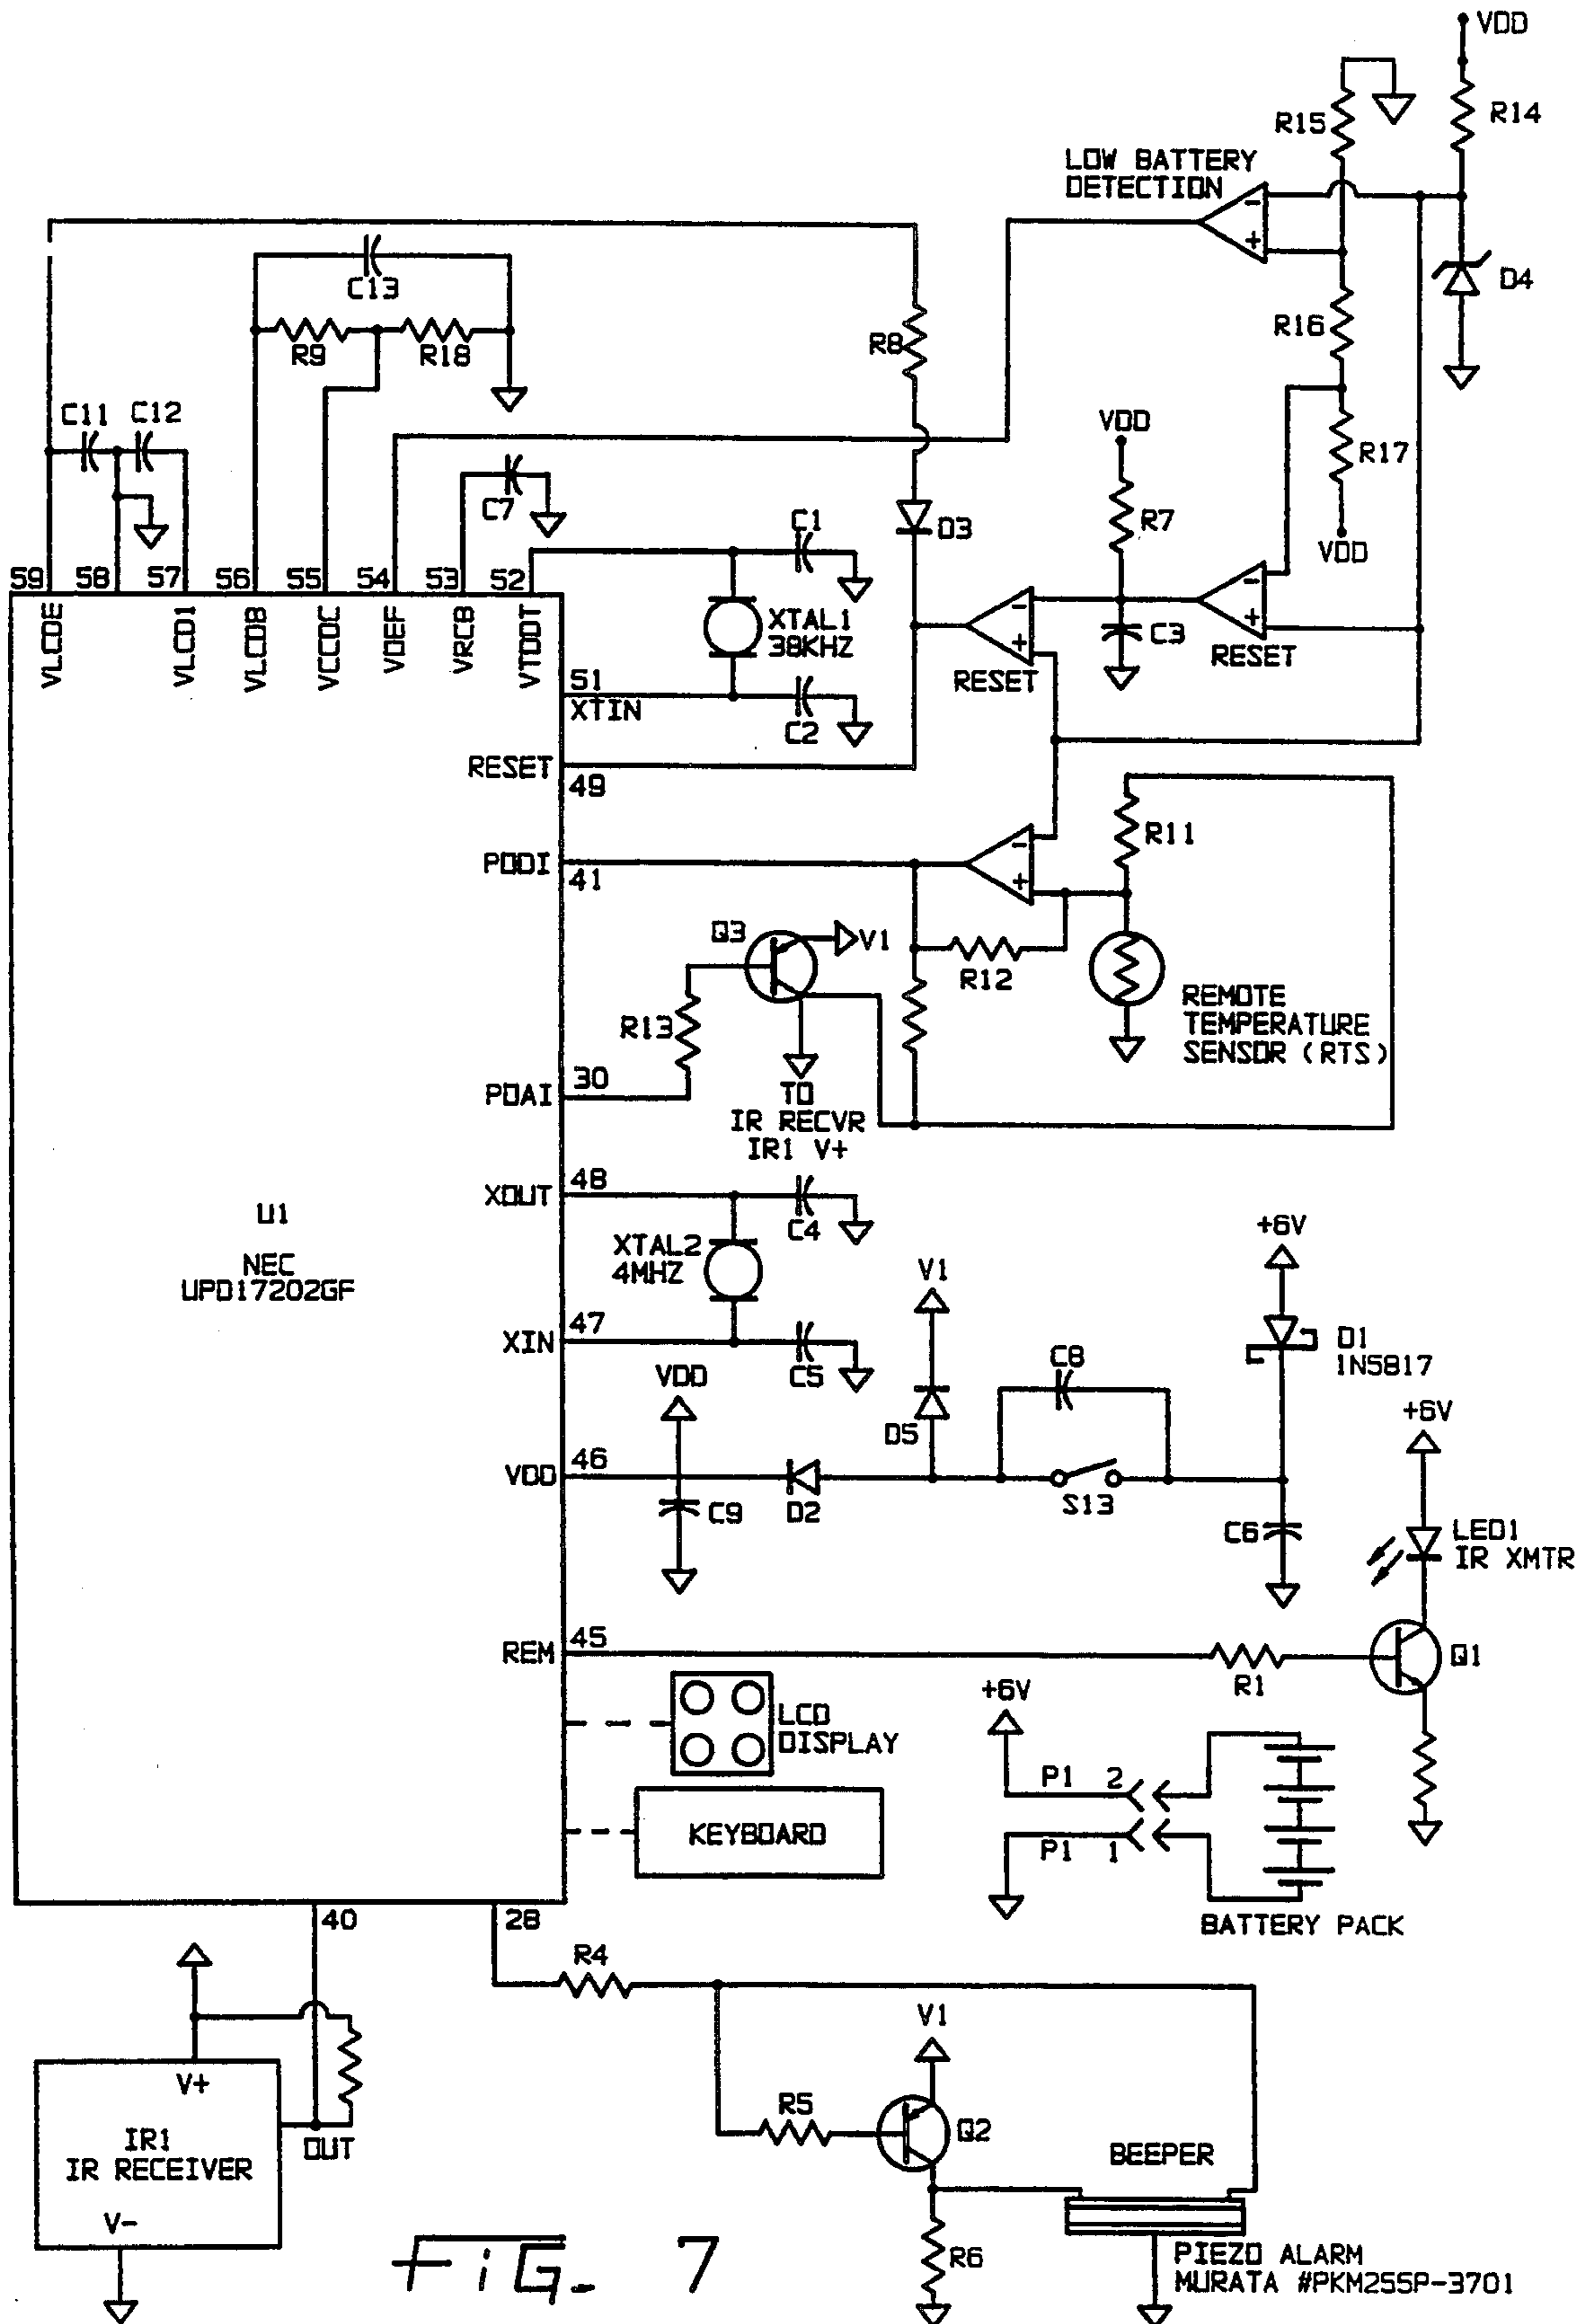 VDD
R14
R15
LOW BATTERY
DETECTION
-
+
D4
C13
R9
R18
R16
R8
C11
C12
VDD
R17
C7
D3
R7
C1
VDD
59
58
57
56
55
54
53
52
VLCDE
VLCD1
VLCDB
VCCDC
VDEF
VRCB
VTODT
XTAL1
38KHZ
-
+
RESET
C3
-
+
RESET
51
XTIN
C2
RESET
49
R11
PDDI
41
-
+
Q3
V1
R12
R13
REMOTE
TEMPERATURE
SENSOR (RTS)
PDAI
30
TO
IR RECVR
IR1 V+
XOUT
48
C4
U1
NEC
UPD17202GF
XTAL2
4MHZ
+6V
V1
XIN
47
C5
C8
D1
1N5817
VDD
D5
+6V
VDD
46
C9
D2
S13
C6
LED1
IR XMTR
REM
45
R1
Q1
+6V
LCD
DISPLAY
P1 2
KEYBOARD
P1 1
BATTERY PACK
40
28
R4
V1
V+
R5
Q2
IR1
IR RECEIVER
OUT
BEEPER
V-
R6
PIEZO ALARM
MURATA #PKM255P-3701
FIG. 7